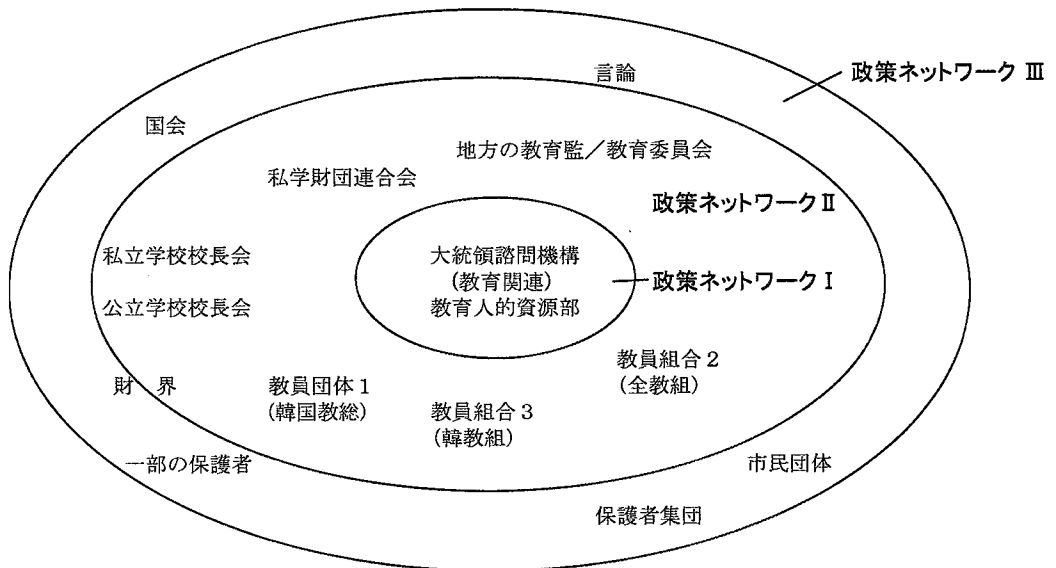 言論
政策ネットワーク Ⅲ
国会
地方の教育監／教育委員会
私学財団連合会
政策ネットワーク Ⅱ
私立学校校長会
大統領諮問機構
(教育関連)
政策ネットワーク Ⅰ
公立学校校長会
教育人的資源部
教員組合２
(全教組)
財　界
教員団体１
(韓国教総)
教員組合３
(韓教組)
一部の保護者
市民団体
保護者集団